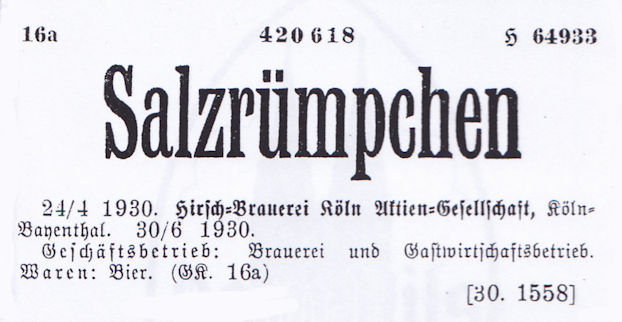 16a 420618 H 64933
Salzrümpchen
24/4 1930. Hirsch-Brauerei Köln Aktien-Gesellschaft, Köln-
Bayenthal. 30/6 1930.
Geschäftsbetrieb: Brauerei und Gastwirtschaftsbetrieb.
Waren: Bier. (GK. 16a)
[30. 1558]